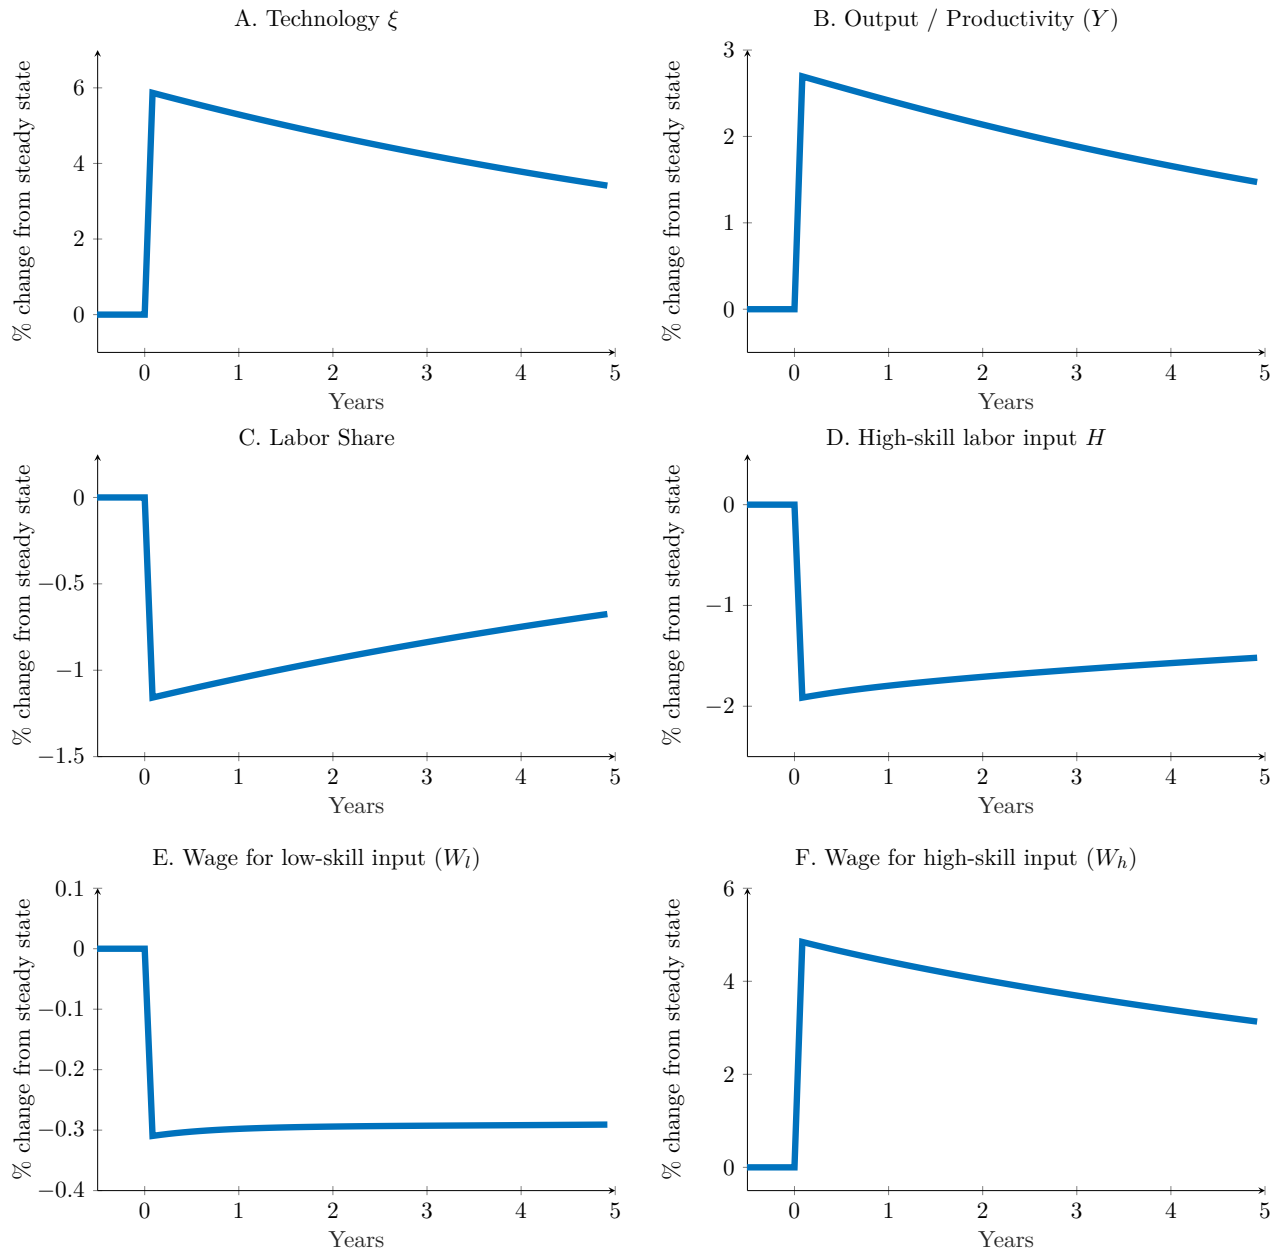 A. Technology ξ
% change from steady state
6
4
2
0
0 1 2 3 4 5
Years
B. Output / Productivity (Y)
% change from steady state
3
2
1
0
0 1 2 3 4 5
Years
C. Labor Share
% change from steady state
0
−0.5
−1
−1.5
0 1 2 3 4 5
Years
D. High-skill labor input H
% change from steady state
0
−1
−2
0 1 2 3 4 5
Years
E. Wage for low-skill input (Wₗ)
% change from steady state
0.1
0
−0.1
−0.2
−0.3
−0.4
0 1 2 3 4 5
Years
F. Wage for high-skill input (Wₕ)
% change from steady state
6
4
2
0
0 1 2 3 4 5
Years